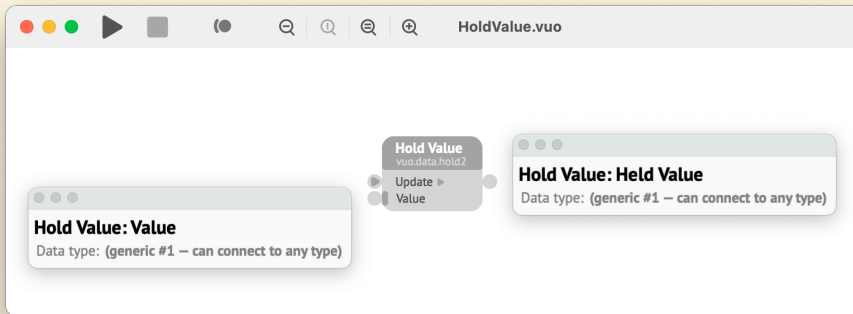 HoldValue.vuo
Hold Value
vuo.data.hold2
Update
Value
Hold Value: Held Value
Data type: (generic #1 — can connect to any type)
Hold Value: Value
Data type: (generic #1 — can connect to any type)